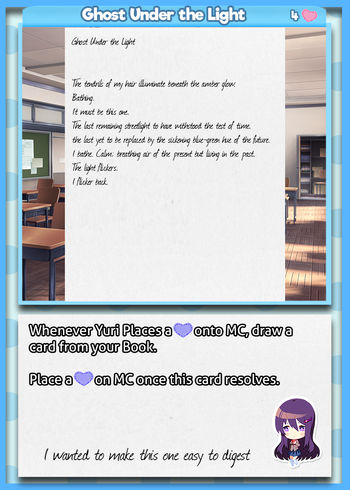 Ghost Under the Light
4
Ghost Under the Light
The tendrils of my hair illuminate beneath the amber glow.
Bathing.
It must be this one.
The last remaining streetlight to have withstood the test of time.
the last yet to be replaced by the sickening blue-green hue of the future.
I bathe. Calm; breathing air of the present but living in the past.
The light flickers.
I flicker back.
Whenever Yuri Places a onto MC, draw a
card from your Book.
Place a on MC once this card resolves.
I wanted to make this one easy to digest